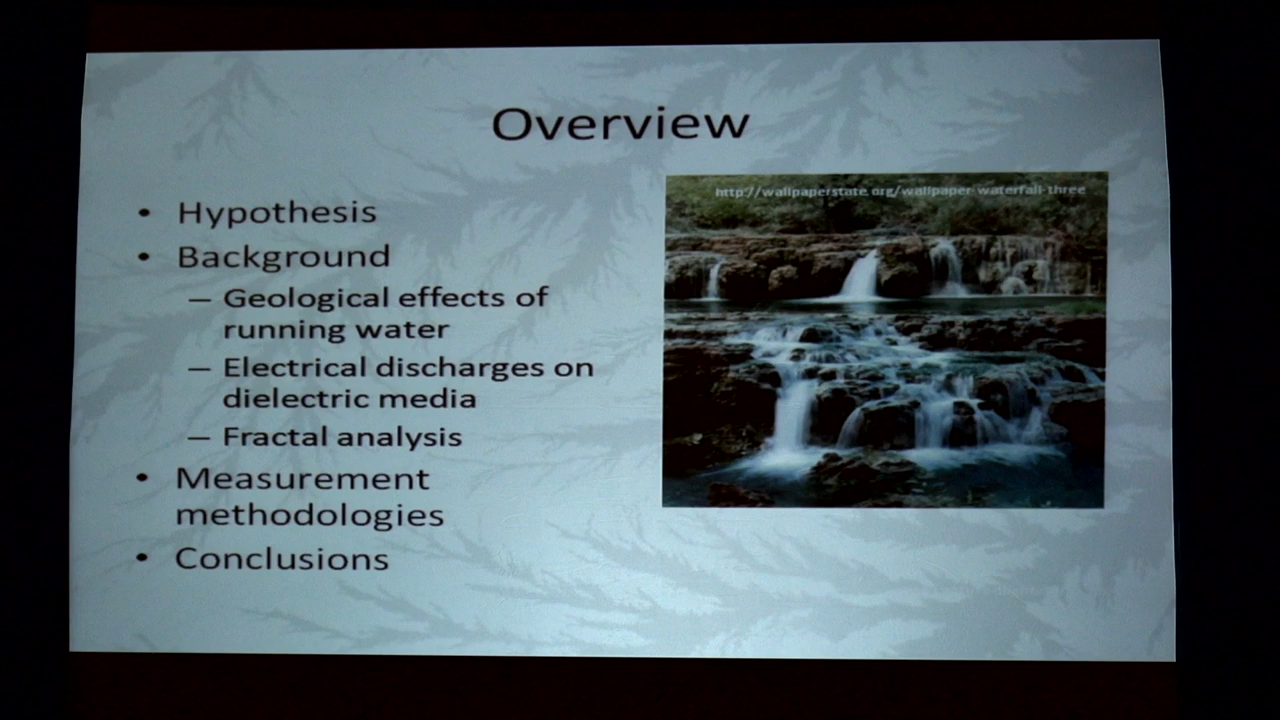 Overview
• Hypothesis
• Background
– Geological effects of
running water
– Electrical discharges on
dielectric media
– Fractal analysis
• Measurement
methodologies
• Conclusions
http://wallpaperstate.org/wallpaper-waterfall-three